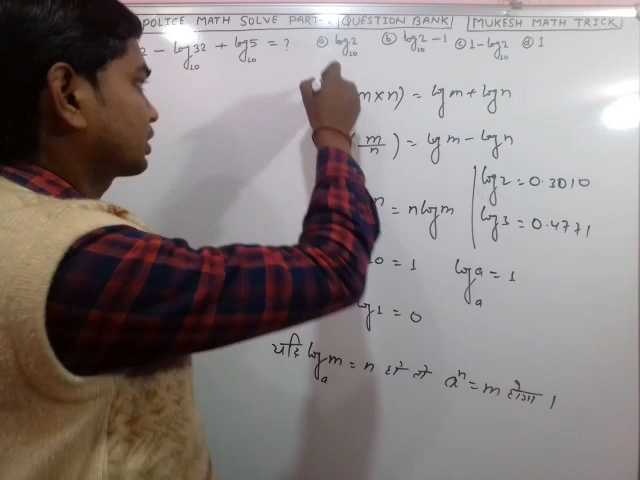 POLICE MATH SOLVE PART- QUESTION BANK MUKESH MATH TRICK
2 - log₁₀32 + log₁₀5 = ? ⓐ log₁₀2 ⓑ log₁₀2 - 1 ⓒ 1 - log₁₀2 ⓓ 1
m × n) = log m + log n
(m/n) = log m - log n
n = n log m
log 2 = 0.3010
log 3 = 0.4771
10 = 1
logₐa = 1
log 1 = 0
यदि logₐm = n हो तो aⁿ = m होगा ।